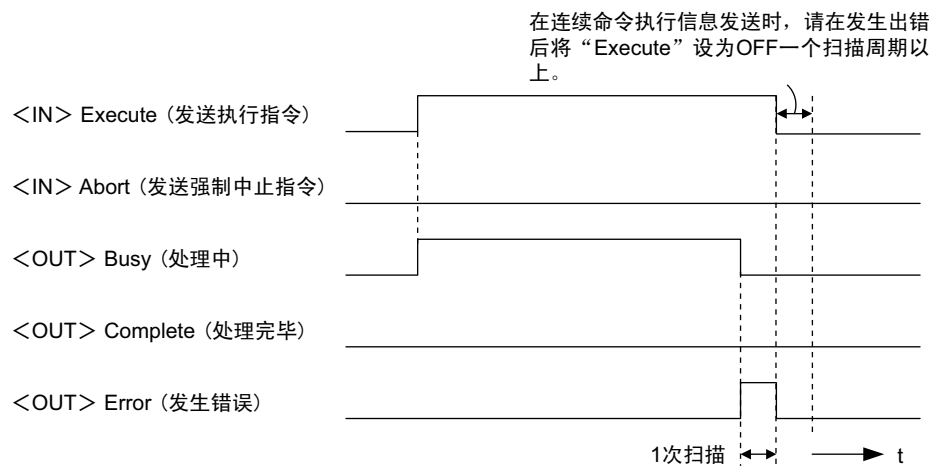 在连续命令执行信息发送时，请在发生出错
后将“Execute”设为OFF一个扫描周期以
上。
＜IN＞ Execute (发送执行指令)
＜IN＞ Abort (发送强制中止指令)
＜OUT＞ Busy (处理中)
＜OUT＞ Complete (处理完毕)
＜OUT＞ Error (发生错误)
1次扫描
t